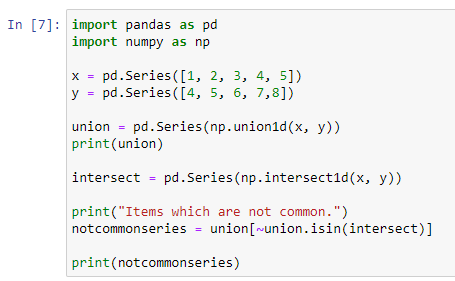 In [7]: import pandas as pd
import numpy as np
x = pd.Series([1, 2, 3, 4, 5])
y = pd.Series([4, 5, 6, 7,8])
union = pd.Series(np.union1d(x, y))
print(union)
intersect = pd.Series(np.intersect1d(x, y))
print("Items which are not common.")
notcommonseries = union[~union.isin(intersect)]
print(notcommonseries)